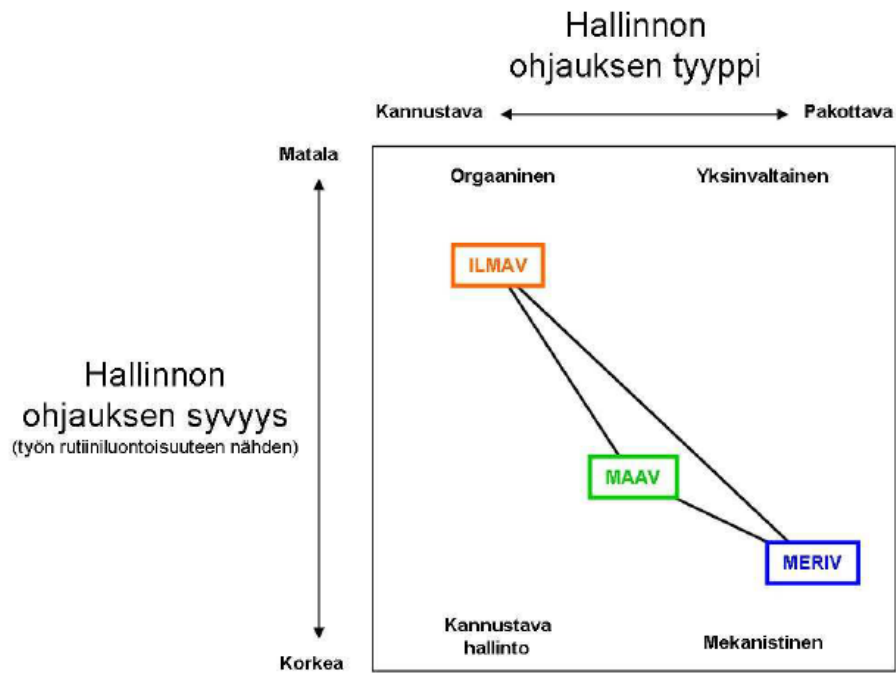 Hallinnon
ohjauksen tyyppi
Kannustava
Pakottava
Matala
Orgaaninen
Yksinvaltainen
ILMAV
Hallinnon
ohjauksen syvyys
(työn rutiiniluontoisuuteen nähden)
MAAV
MERIV
Kannustava
hallinto
Mekanistinen
Korkea